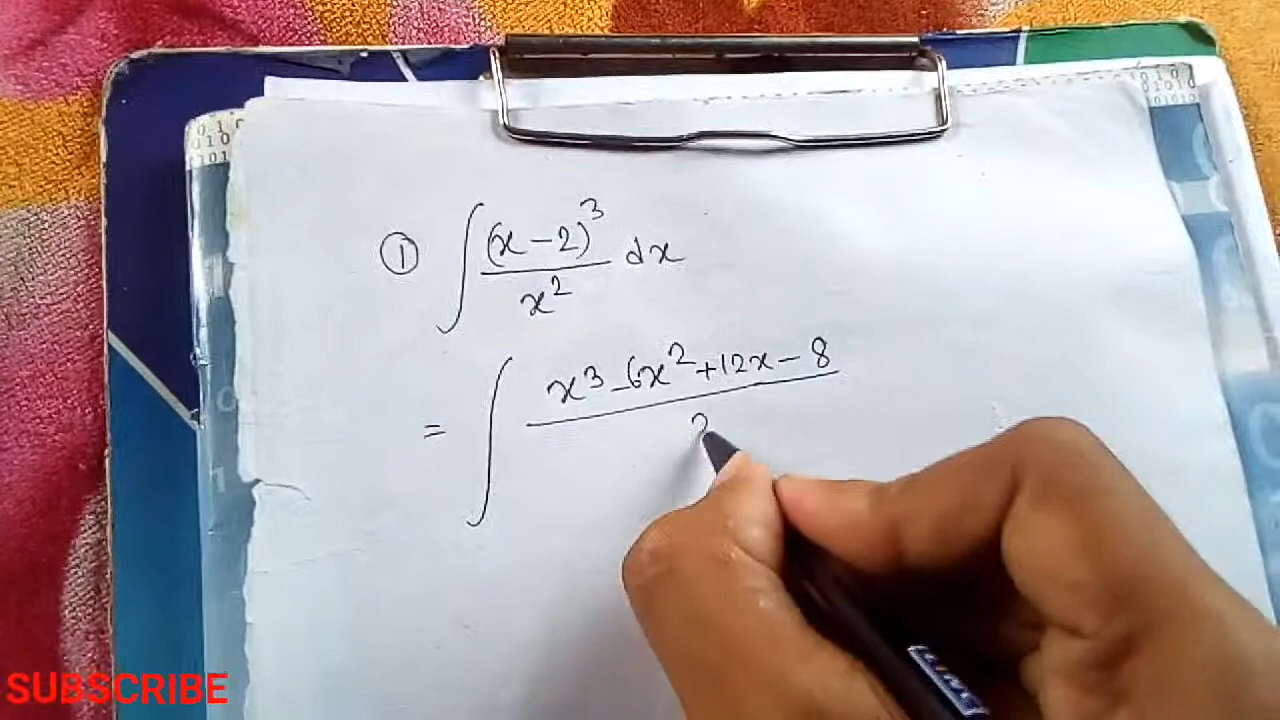 ① ∫ (x-2)³ / x² dx
= ∫ x³-6x²+12x-8
SUBSCRIBE